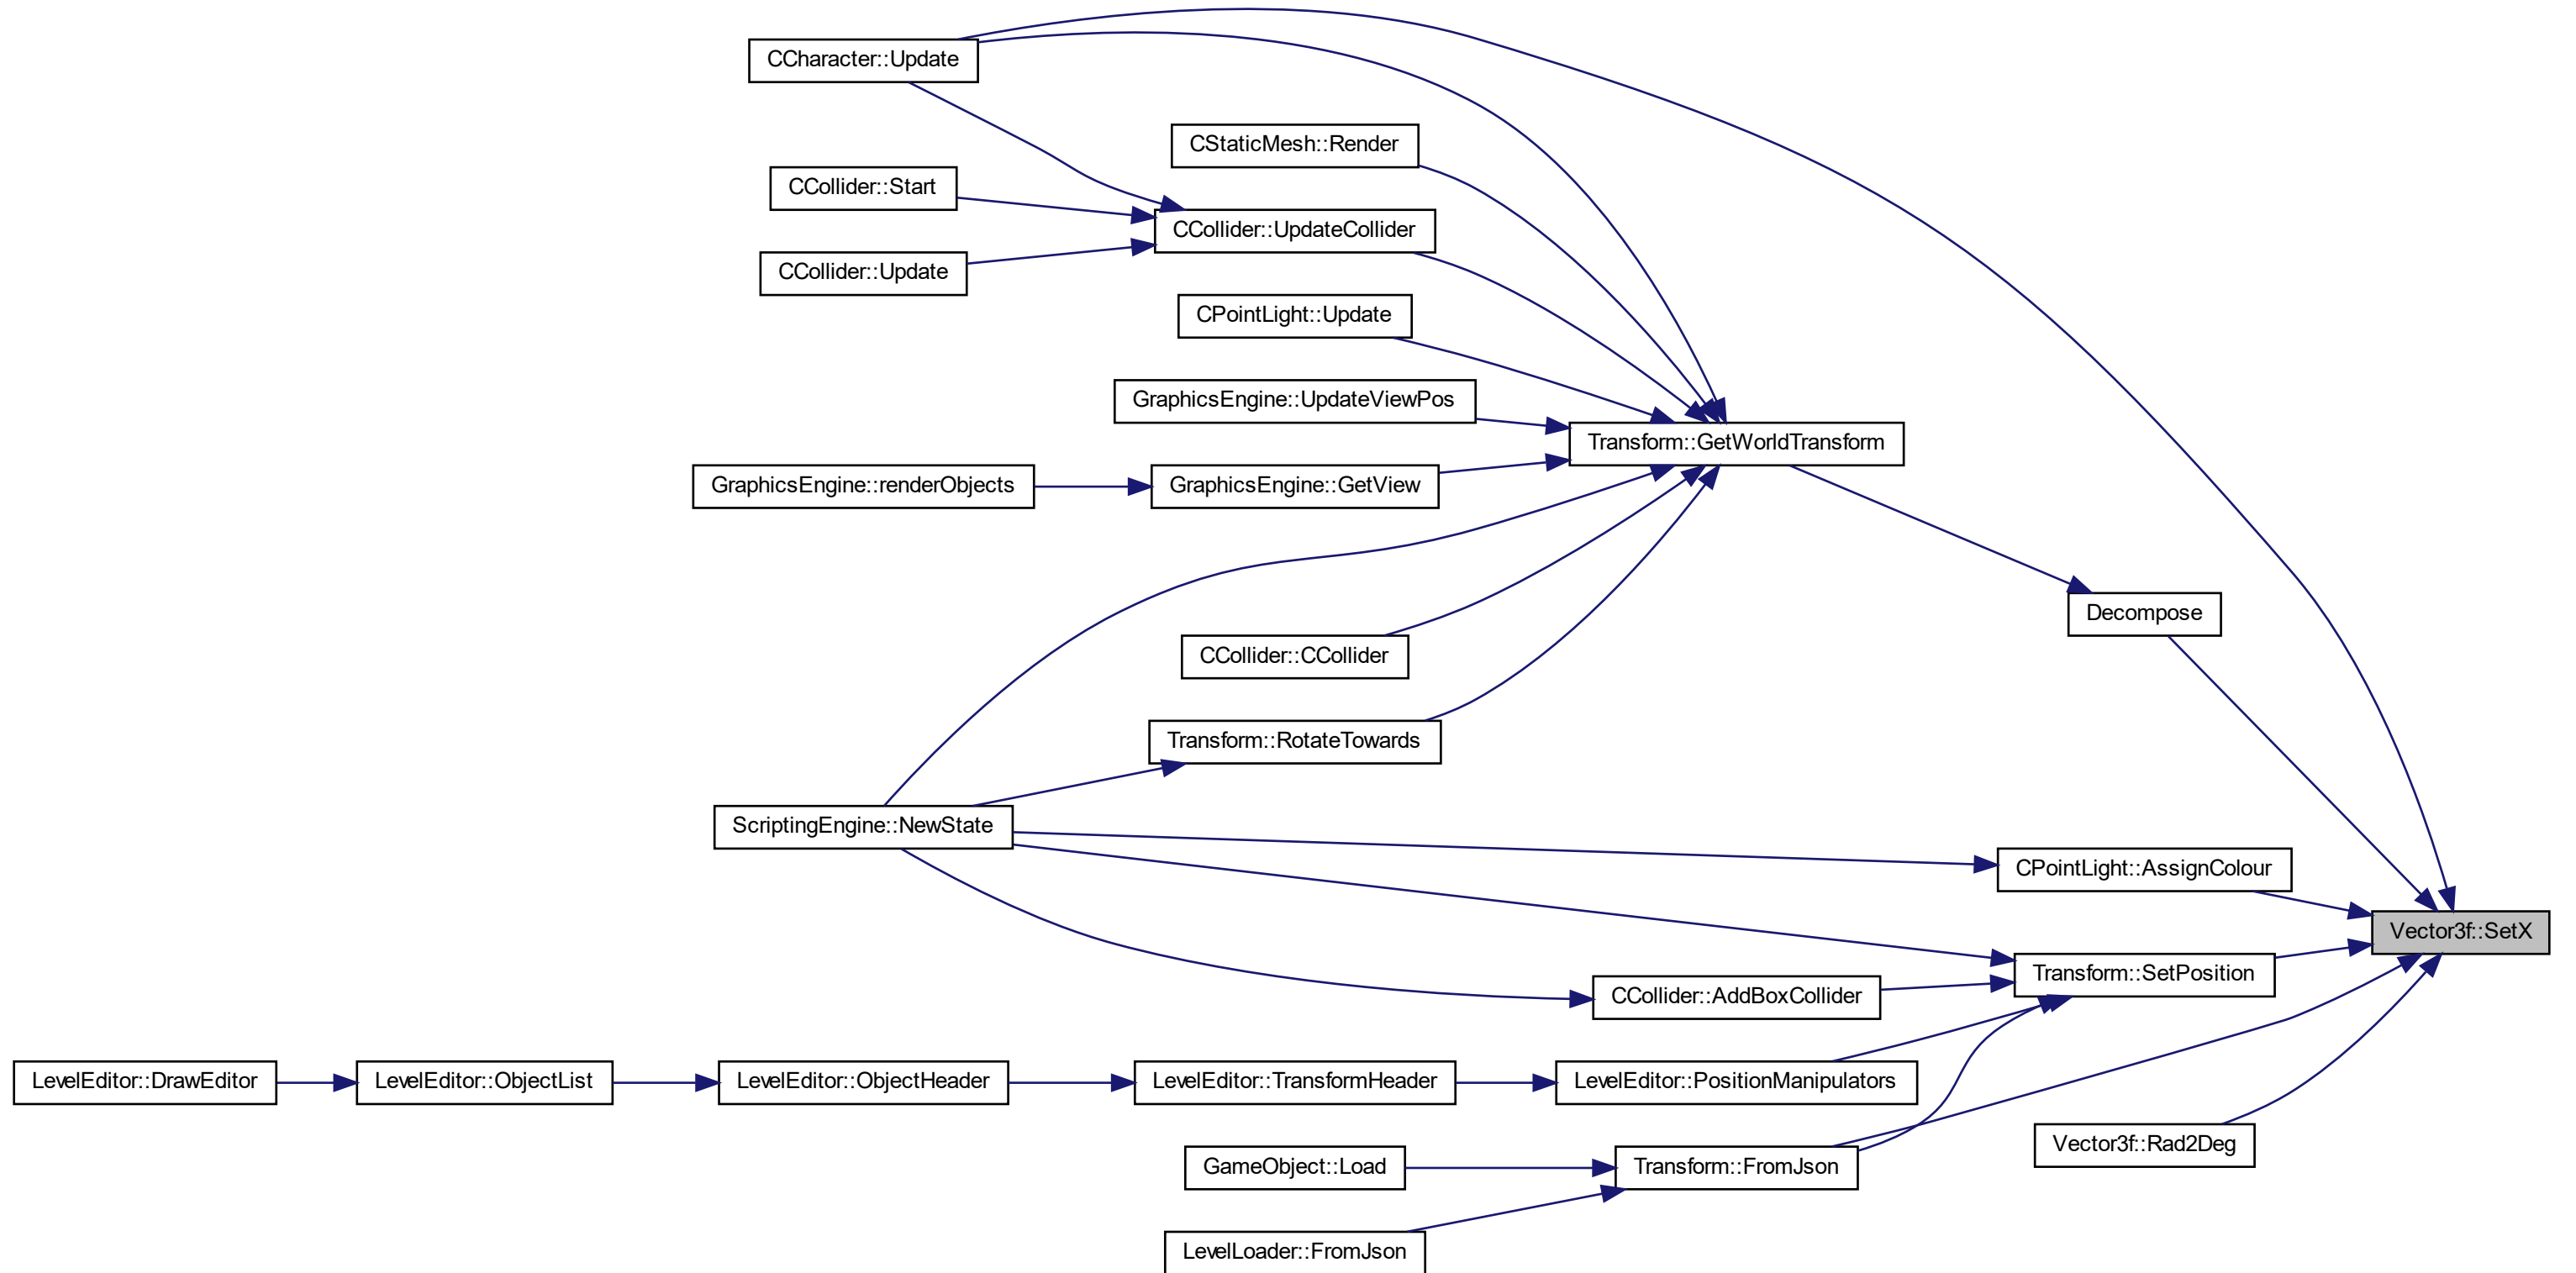 CCharacter::Update
CStaticMesh::Render
CCollider::Start
CCollider::UpdateCollider
CCollider::Update
CPointLight::Update
GraphicsEngine::UpdateViewPos
Transform::GetWorldTransform
GraphicsEngine::renderObjects
GraphicsEngine::GetView
Decompose
CCollider::CCollider
Transform::RotateTowards
ScriptingEngine::NewState
CPointLight::AssignColour
Vector3f::SetX
Transform::SetPosition
CCollider::AddBoxCollider
LevelEditor::DrawEditor
LevelEditor::ObjectList
LevelEditor::ObjectHeader
LevelEditor::TransformHeader
LevelEditor::PositionManipulators
Vector3f::Rad2Deg
GameObject::Load
Transform::FromJson
LevelLoader::FromJson